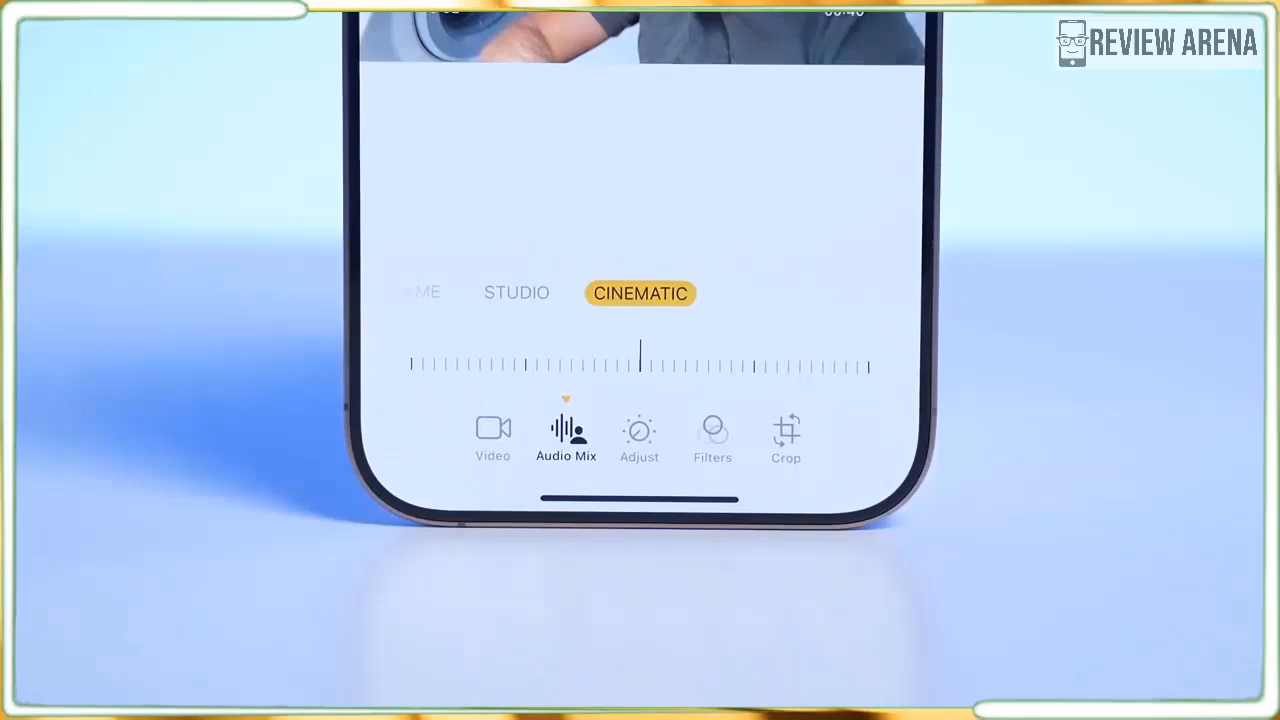 REVIEW ARENA
ME
STUDIO
CINEMATIC
Video
Audio Mix
Adjust
Filters
Crop